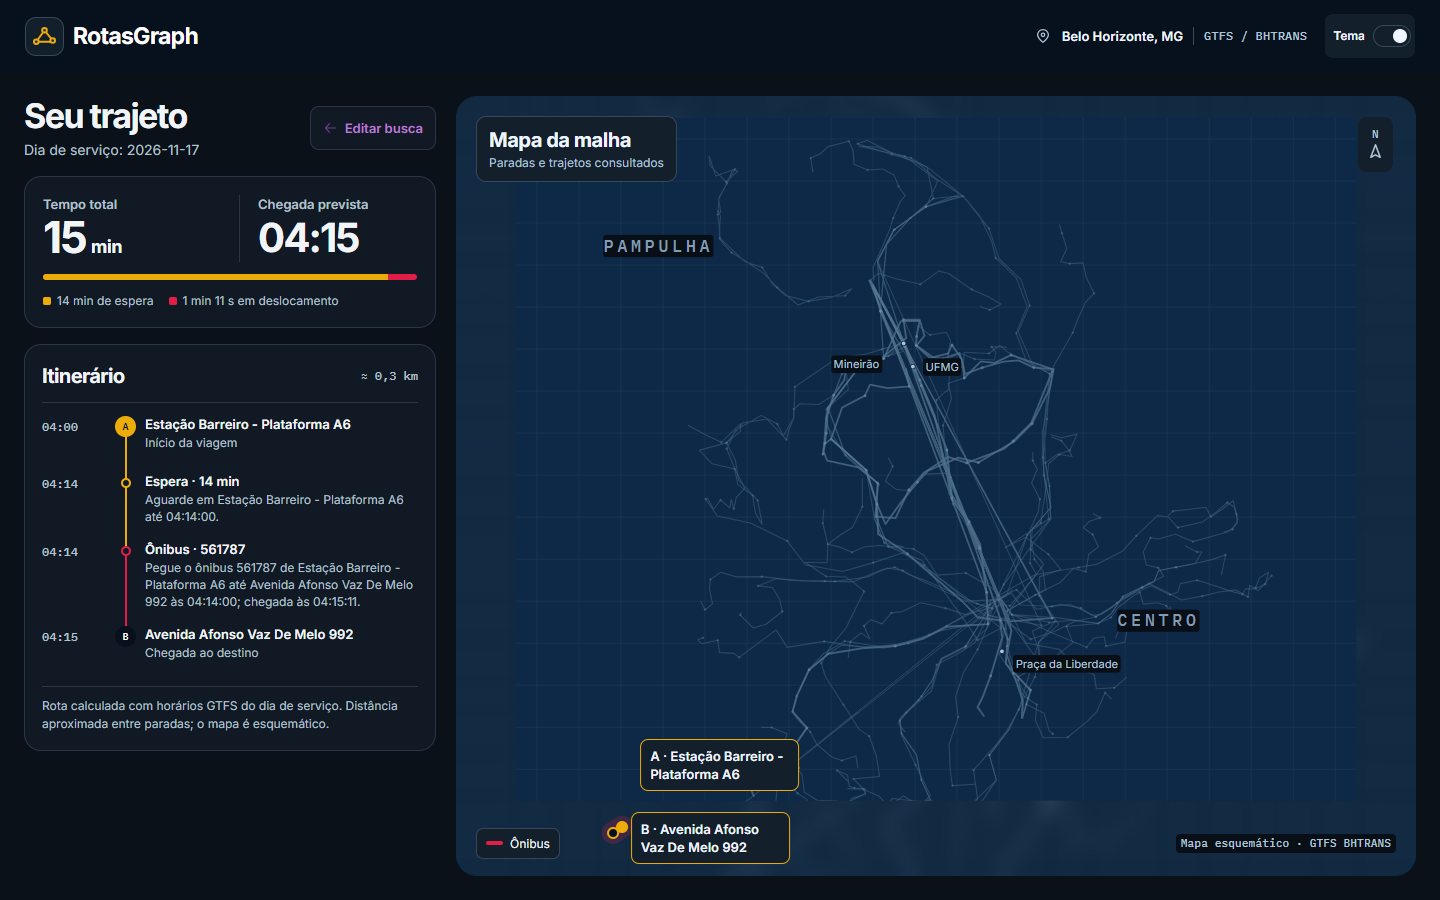 RotasGraph
Belo Horizonte, MG
GTFS / BHTRANS
Tema
Seu trajeto
Dia de serviço: 2026-11-17
← Editar busca
Tempo total
15 min
Chegada prevista
04:15
14 min de espera
1 min 11 s em deslocamento
Itinerário
≈ 0,3 km
04:00
A
Estação Barreiro - Plataforma A6
Início da viagem
04:14
Espera · 14 min
Aguarde em Estação Barreiro - Plataforma A6
até 04:14:00.
04:14
Ônibus · 561787
Pegue o ônibus 561787 de Estação Barreiro -
Plataforma A6 até Avenida Afonso Vaz De Melo
992 às 04:14:00; chegada às 04:15:11.
04:15
B
Avenida Afonso Vaz De Melo 992
Chegada ao destino
Rota calculada com horários GTFS do dia de serviço. Distância
aproximada entre paradas; o mapa é esquemático.
Mapa da malha
Paradas e trajetos consultados
N
PAMPULHA
Mineirão
UFMG
CENTRO
Praça da Liberdade
A · Estação Barreiro -
Plataforma A6
B · Avenida Afonso
Vaz De Melo 992
Ônibus
Mapa esquemático · GTFS BHTRANS